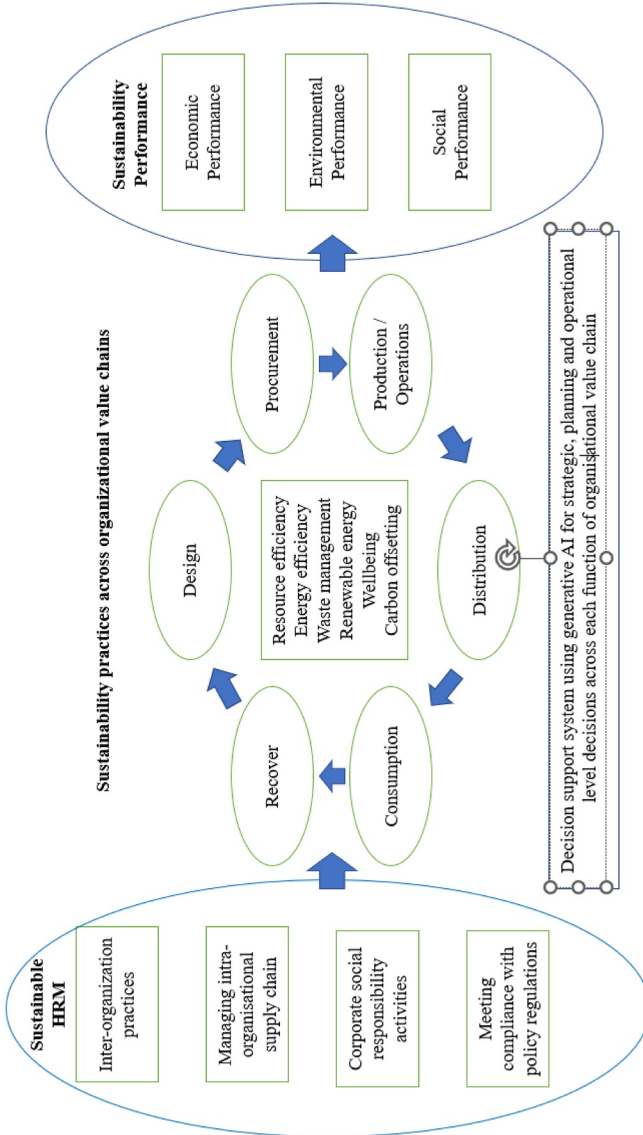 Sustainable
HRM
Inter-organization
practices
Managing intra-
organisational
supply chain
Corporate social
responsibility
activities
Meeting
compliance with
policy regulations
Sustainability practices across organizational value chains
Design
Recover
Procurement
Resource efficiency
Energy efficiency
Waste management
Renewable energy
Wellbeing
Carbon offsetting
Consumption
Production /
Operations
Distribution
Sustainability
Performance
Economic
Performance
Environmental
Performance
Social
Performance
Decision support system using generative AI for strategic, planning and operational
level decisions across each function of organisational value chain